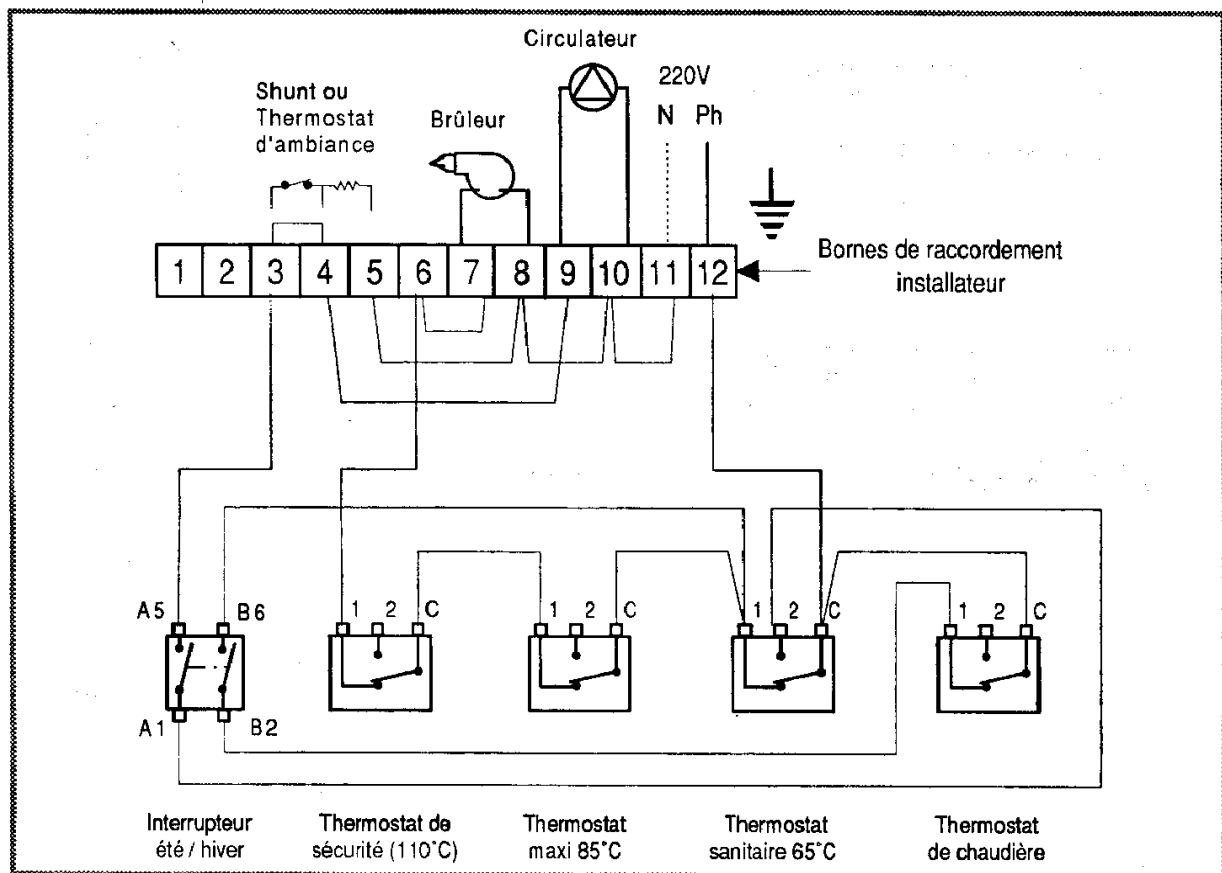 Circulateur
220V
N Ph
Shunt ou
Thermostat
d'ambiance
Brûleur
1 2 3 4 5 6 7 8 9 10 11 12
Bornes de raccordement
installateur
A5 B6
1 2 C
1 2 C
1 2 C
1 2 C
A1 B2
Interrupteur
été / hiver
Thermostat de
sécurité (110°C)
Thermostat
maxi 85°C
Thermostat
sanitaire 65°C
Thermostat
de chaudière